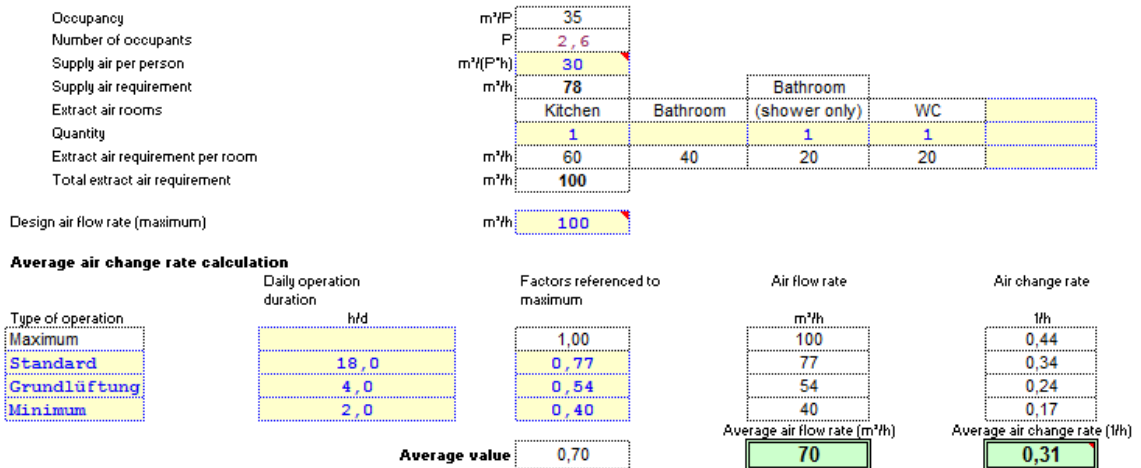 Occupancy m³/P 35
Number of occupants P 2,6
Supply air per person m³/(P*h) 30
Supply air requirement m³/h 78 Bathroom
Extract air rooms Kitchen Bathroom (shower only) WC
Quantity 1 1 1
Extract air requirement per room m³/h 60 40 20 20
Total extract air requirement m³/h 100
Design air flow rate (maximum) m³/h 100
Average air change rate calculation
Daily operation Factors referenced to Air flow rate Air change rate
duration maximum
Type of operation h/d m³/h 1/h
Maximum 1,00 100 0,44
Standard 18,0 0,77 77 0,34
Grundlüftung 4,0 0,54 54 0,24
Minimum 2,0 0,40 40 0,17
Average air flow rate (m³/h) Average air change rate (1/h)
Average value 0,70 70 0,31